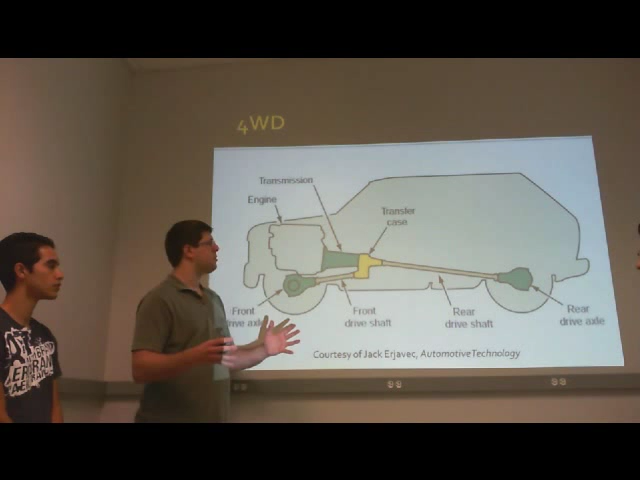 4WD
Transmission
Engine
Transfer
case
Front
drive axle
Front
drive shaft
Rear
drive shaft
Rear
drive axle
Courtesy of Jack Erjavec, AutomotiveTechnology